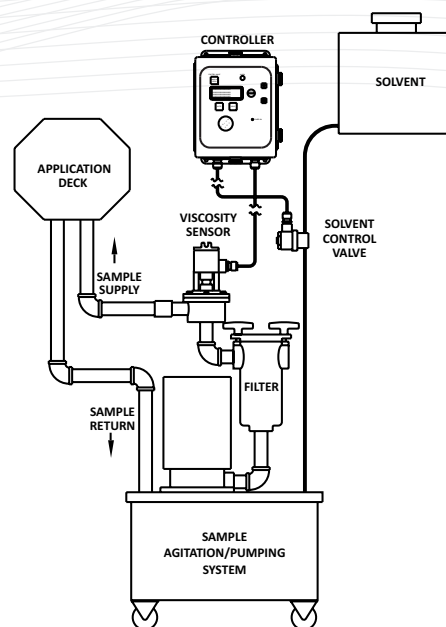 CONTROLLER
SOLVENT
APPLICATION
DECK
VISCOSITY
SENSOR
SOLVENT
CONTROL
VALVE
SAMPLE
SUPPLY
FILTER
SAMPLE
RETURN
SAMPLE
AGITATION/PUMPING
SYSTEM